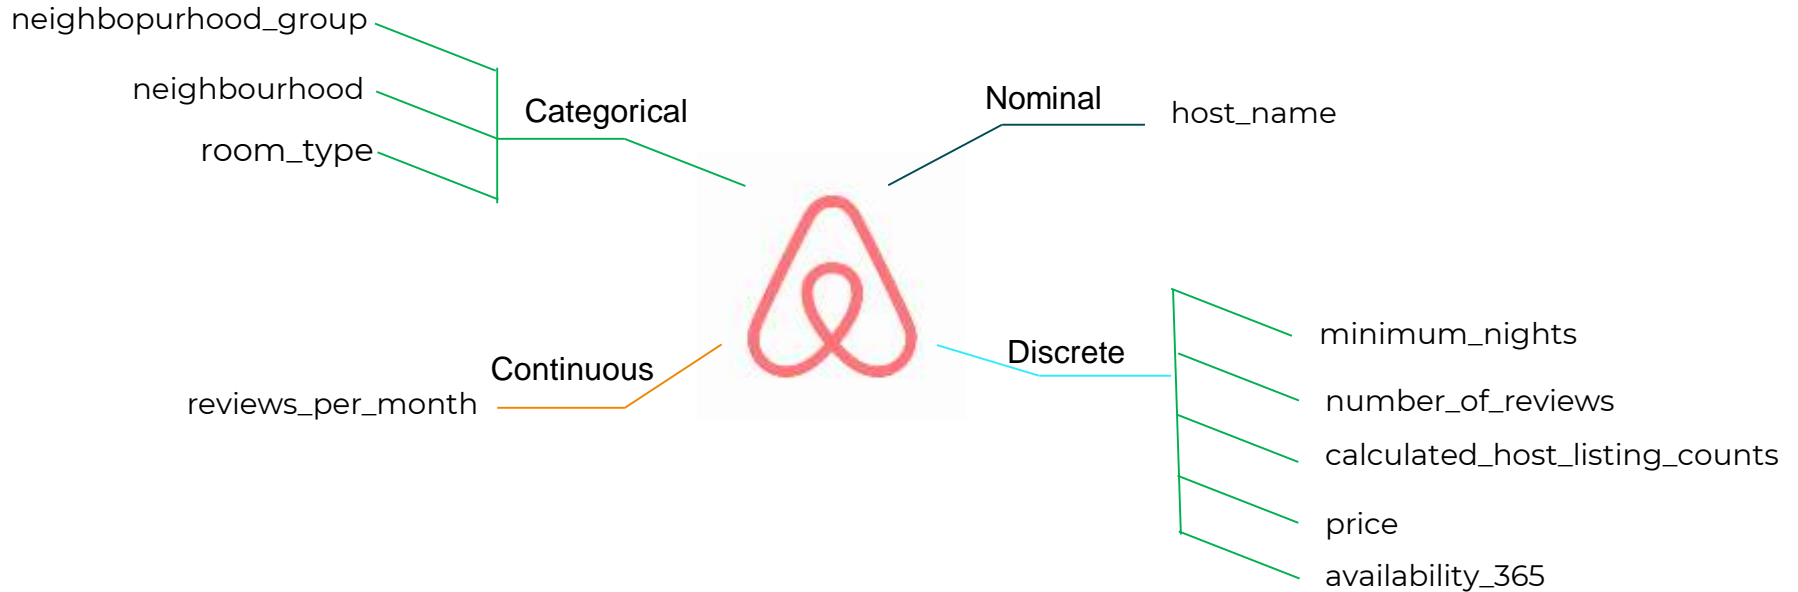 neighbopurhood_group
neighbourhood
room_type
Categorical
Nominal
host_name
Continuous
reviews_per_month
Discrete
minimum_nights
number_of_reviews
calculated_host_listing_counts
price
availability_365